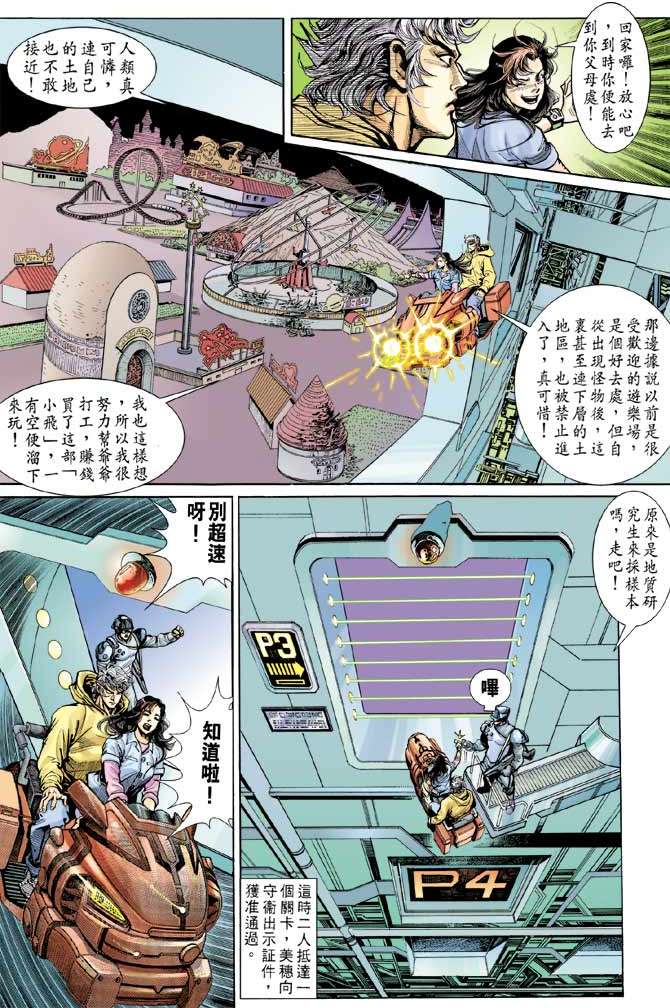 回家囉！放心吧
，到時你便能去
到你父母處！
人類真
可憐，
連自己
的土地
也不敢
接近！
那邊據説以前是很
受歡迎的遊樂場，
是個好去處，但自
從出現怪物後，這
裏甚至連下層的土
地區，也被禁止進
入了，真可惜！
我也這樣想
，所以我很
努力幫爺爺
打工，賺錢
買了這部「
小飛」，一
有空便溜下
來玩！
原來是地質研
究生來採樣本
嗎，走吧！
嗶
P3
P4
這時二人抵達一
個關卡，美穗向
守衞出示証件，
獲准通過。
別超速
呀！
知道啦！